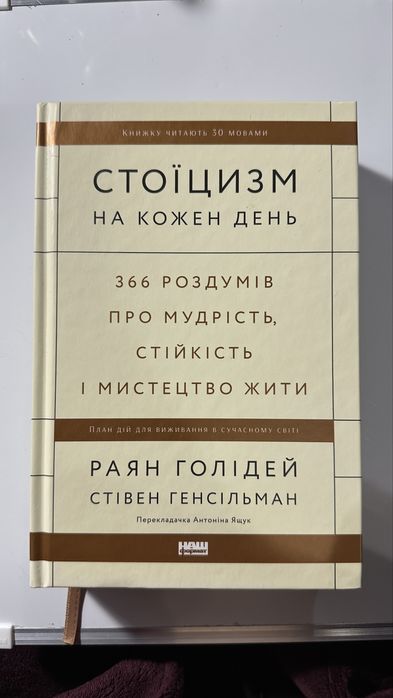 Книжку читають 30 мовами
СТОЇЦИЗМ
НА КОЖЕН ДЕНЬ
366 РОЗДУМІВ
ПРО МУДРІСТЬ,
СТІЙКІСТЬ
І МИСТЕЦТВО ЖИТИ
План дій для виживання в сучасному світі
РАЯН ГОЛІДЕЙ
СТІВЕН ГЕНСІЛЬМАН
Перекладачка Антоніна Ящук
наш
формат